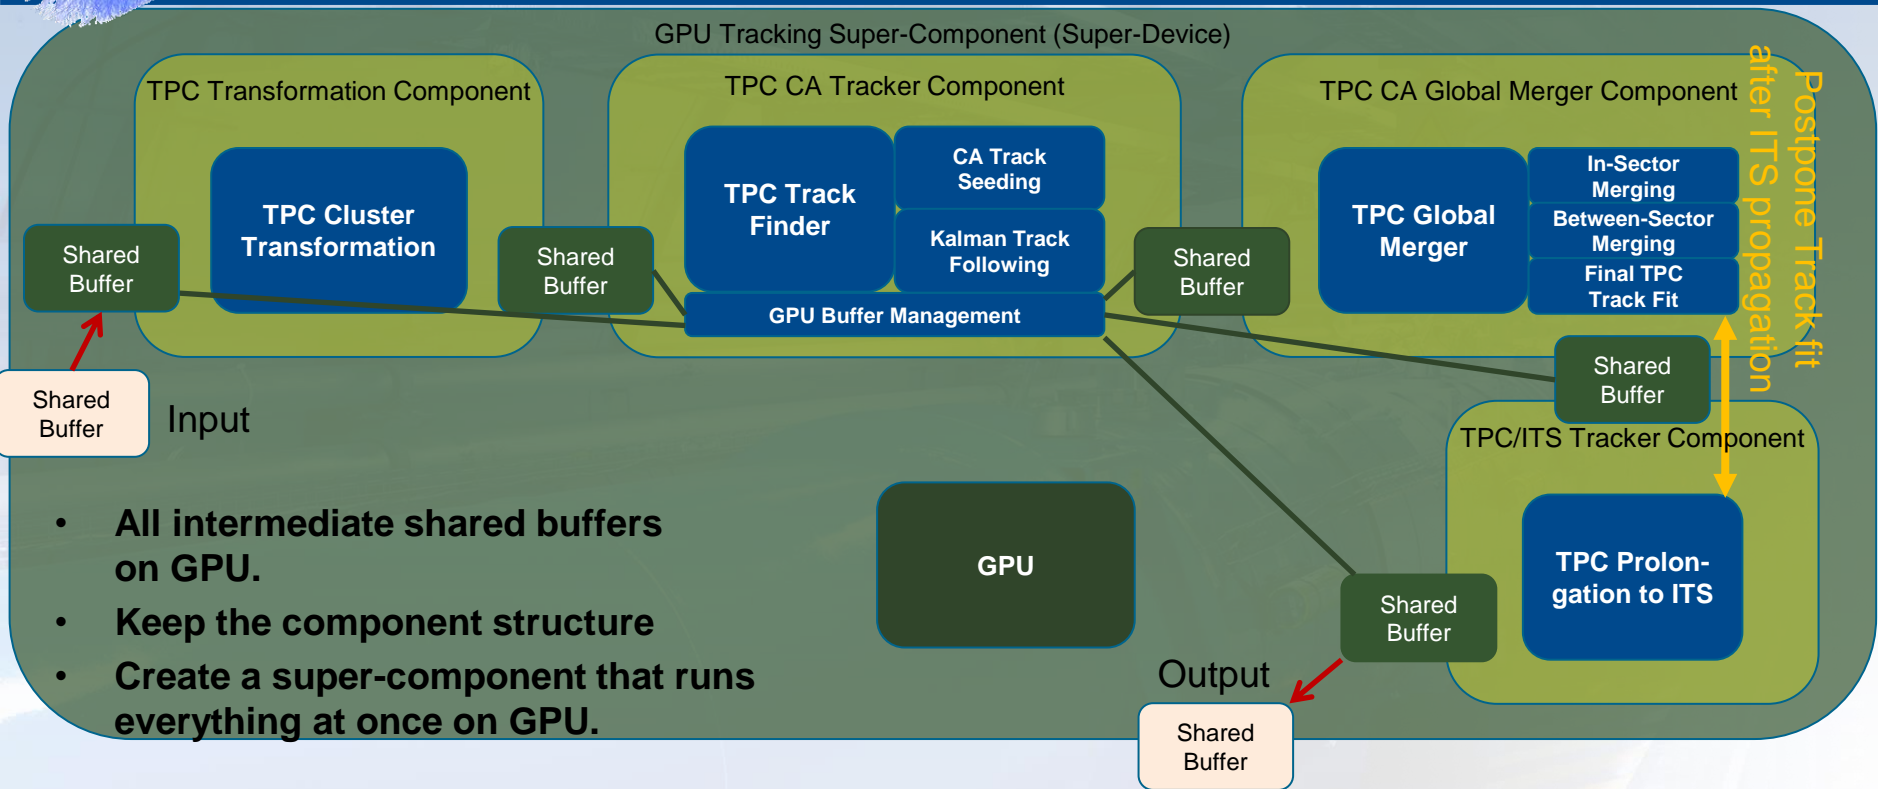 GPU Tracking Super-Component (Super-Device)
TPC Transformation Component
TPC Cluster
Transformation
Shared
Buffer
Shared
Buffer
Input
Shared
Buffer
TPC CA Tracker Component
TPC Track
Finder
CA Track
Seeding
Kalman Track
Following
GPU Buffer Management
Shared
Buffer
TPC CA Global Merger Component
TPC Global
Merger
In-Sector
Merging
Between-Sector
Merging
Final TPC
Track Fit
Postpone Track fit
after ITS propagation
Shared
Buffer
TPC/ITS Tracker Component
TPC Prolon-
gation to ITS
Shared
Buffer
GPU
Output
Shared
Buffer
• All intermediate shared buffers
on GPU.
• Keep the component structure
• Create a super-component that runs
everything at once on GPU.